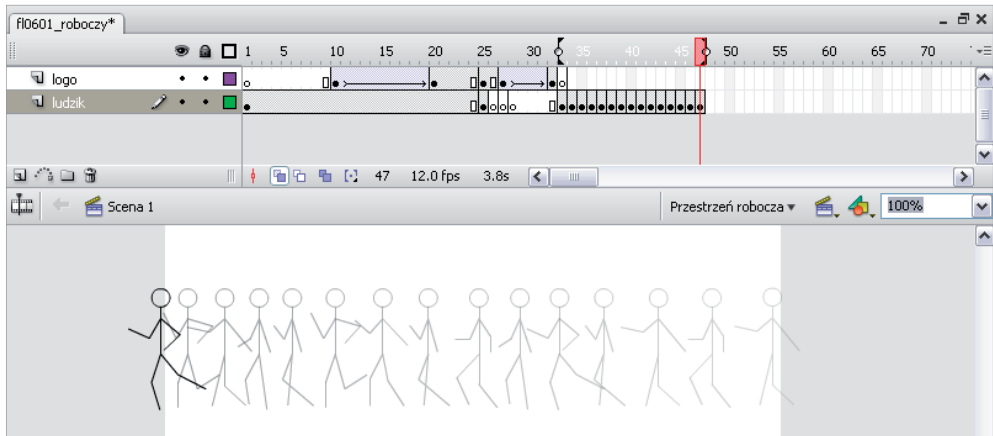 fl0601_roboczy*
1 5 10 15 20 25 30 35 40 45 50 55 60 65 70
logo
ludzik
47 12.0 fps 3.8s
Scena 1 Przestrzeń robocza 100%